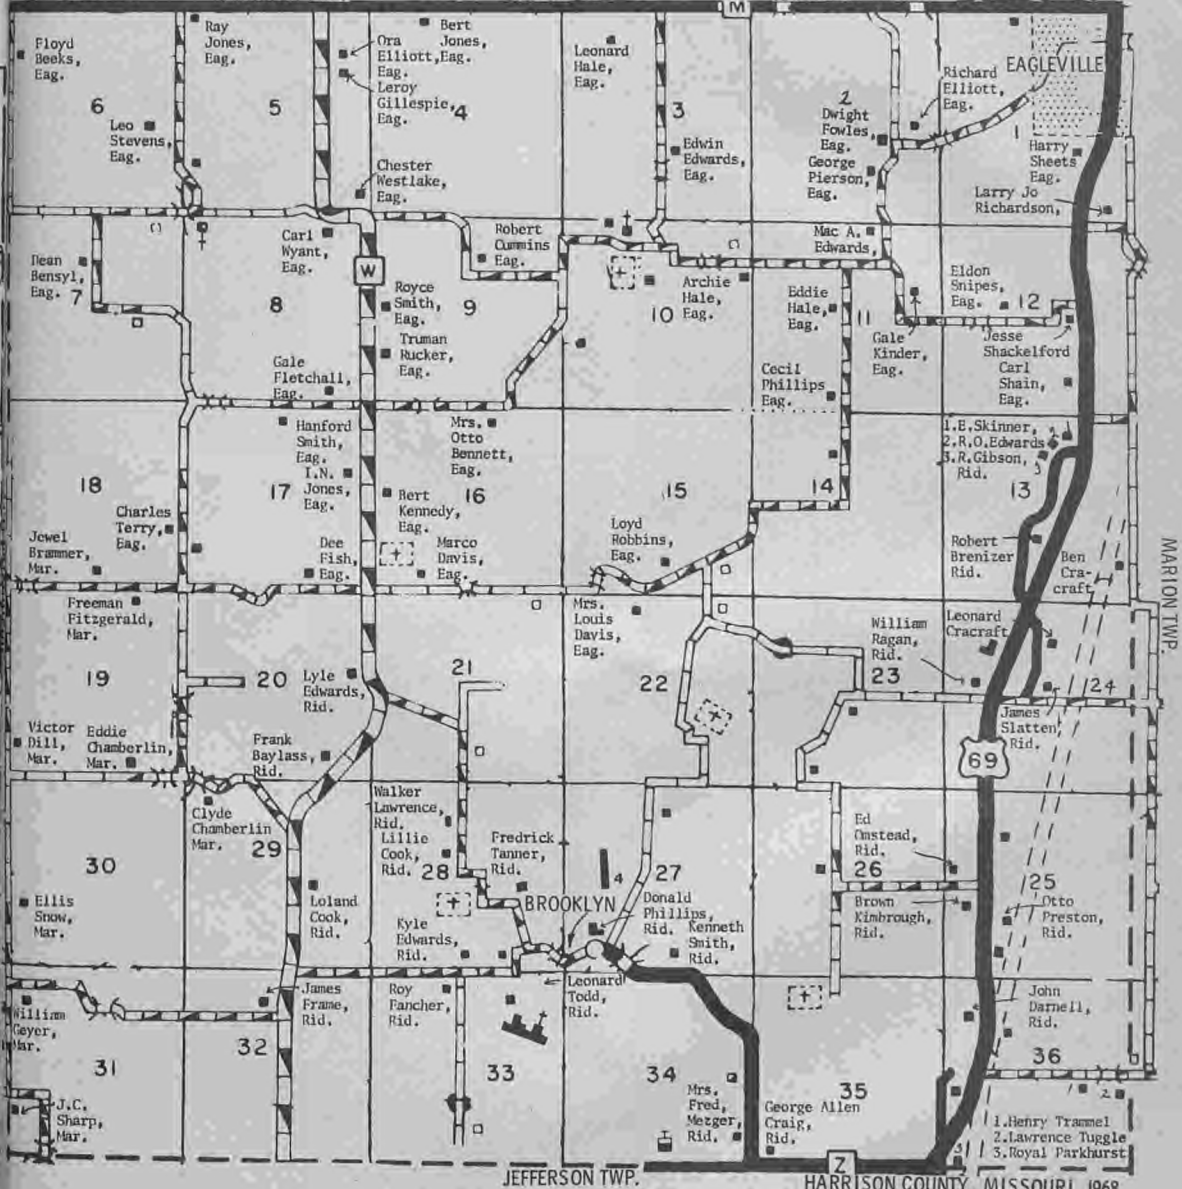 M
Floyd
Beeks,
Eag.
Ray
Jones,
Eag.
Ora
Elliott,
Eag.
Leroy
Gillespie,
Eag.
Bert
Jones,
Eag.
Leonard
Hale,
Eag.
Richard
Elliott,
Eag.
EAGLEVILLE
6
5
4
3
2
1
Leo
Stevens,
Eag.
Chester
Westlake,
Eag.
Edwin
Edwards,
Eag.
Dwight
Fowles,
Eag.
George
Pierson,
Eag.
Harry
Sheets
Eag.
Larry Jo
Richardson,
Dean
Bensyl,
Eag.
7
Carl
Wyant,
Eag.
W
8
Royce
Smith,
Eag.
9
Truman
Rucker,
Eag.
Robert
Cummins
Eag.
10
Archie
Hale,
Eag.
Mac A.
Edwards,
Eddie
Hale,
Eag.
11
Eldon
Snipes,
Eag.
12
Gale
Kinder,
Eag.
Jesse
Shackelford
Carl
Shain,
Eag.
Gale
Fletchall,
Eag.
Cecil
Phillips
Eag.
Hanford
Smith,
Eag.
I.N.
Jones,
Eag.
Mrs.
Otto
Bennett,
Eag.
1.E.Skinner,
2.R.O.Edwards
3.R.Gibson,
Rid.
18
17
16
15
14
13
Charles
Terry,
Eag.
Bert
Kennedy,
Eag.
Jewel
Brammer,
Mar.
Dee
Fish,
Eag.
Marco
Davis,
Eag.
Loyd
Robbins,
Eag.
Robert
Brenizer
Rid.
Ben
Cra-
craft
MARION TWP.
Freeman
Fitzgerald,
Mar.
Mrs.
Louis
Davis,
Eag.
William
Ragan,
Rid.
Leonard
Cracraft
19
20
Lyle
Edwards,
Rid.
21
22
23
24
James
Slatten,
Rid.
Victor
Dill,
Mar.
Eddie
Chamberlin,
Mar.
Frank
Baylass,
Rid.
69
Clyde
Chamberlin
Mar.
29
Walker
Lawrence,
Rid.
Lillie
Cook,
Rid.
28
Fredrick
Tanner,
Rid.
Ed
Omstead,
Rid.
30
4
27
26
25
Ellis
Snow,
Mar.
Loland
Cook,
Rid.
Kyle
Edwards,
Rid.
BROOKLYN
Donald
Phillips,
Rid.
Kenneth
Smith,
Rid.
Brown
Kimbrough,
Rid.
Otto
Preston,
Rid.
William
Geyer,
Mar.
James
Frame,
Rid.
Roy
Fancher,
Rid.
Leonard
Todd,
Rid.
John
Darnell,
Rid.
31
32
33
34
35
36
J.C.
Sharp,
Mar.
Mrs.
Fred,
Metger,
Rid.
George Allen
Craig,
Rid.
2
1.Henry Trammel
2.Lawrence Tuggle
3.Royal Parkhurst
3
JEFFERSON TWP.
Z
HARRISON COUNTY, MISSOURI 1968